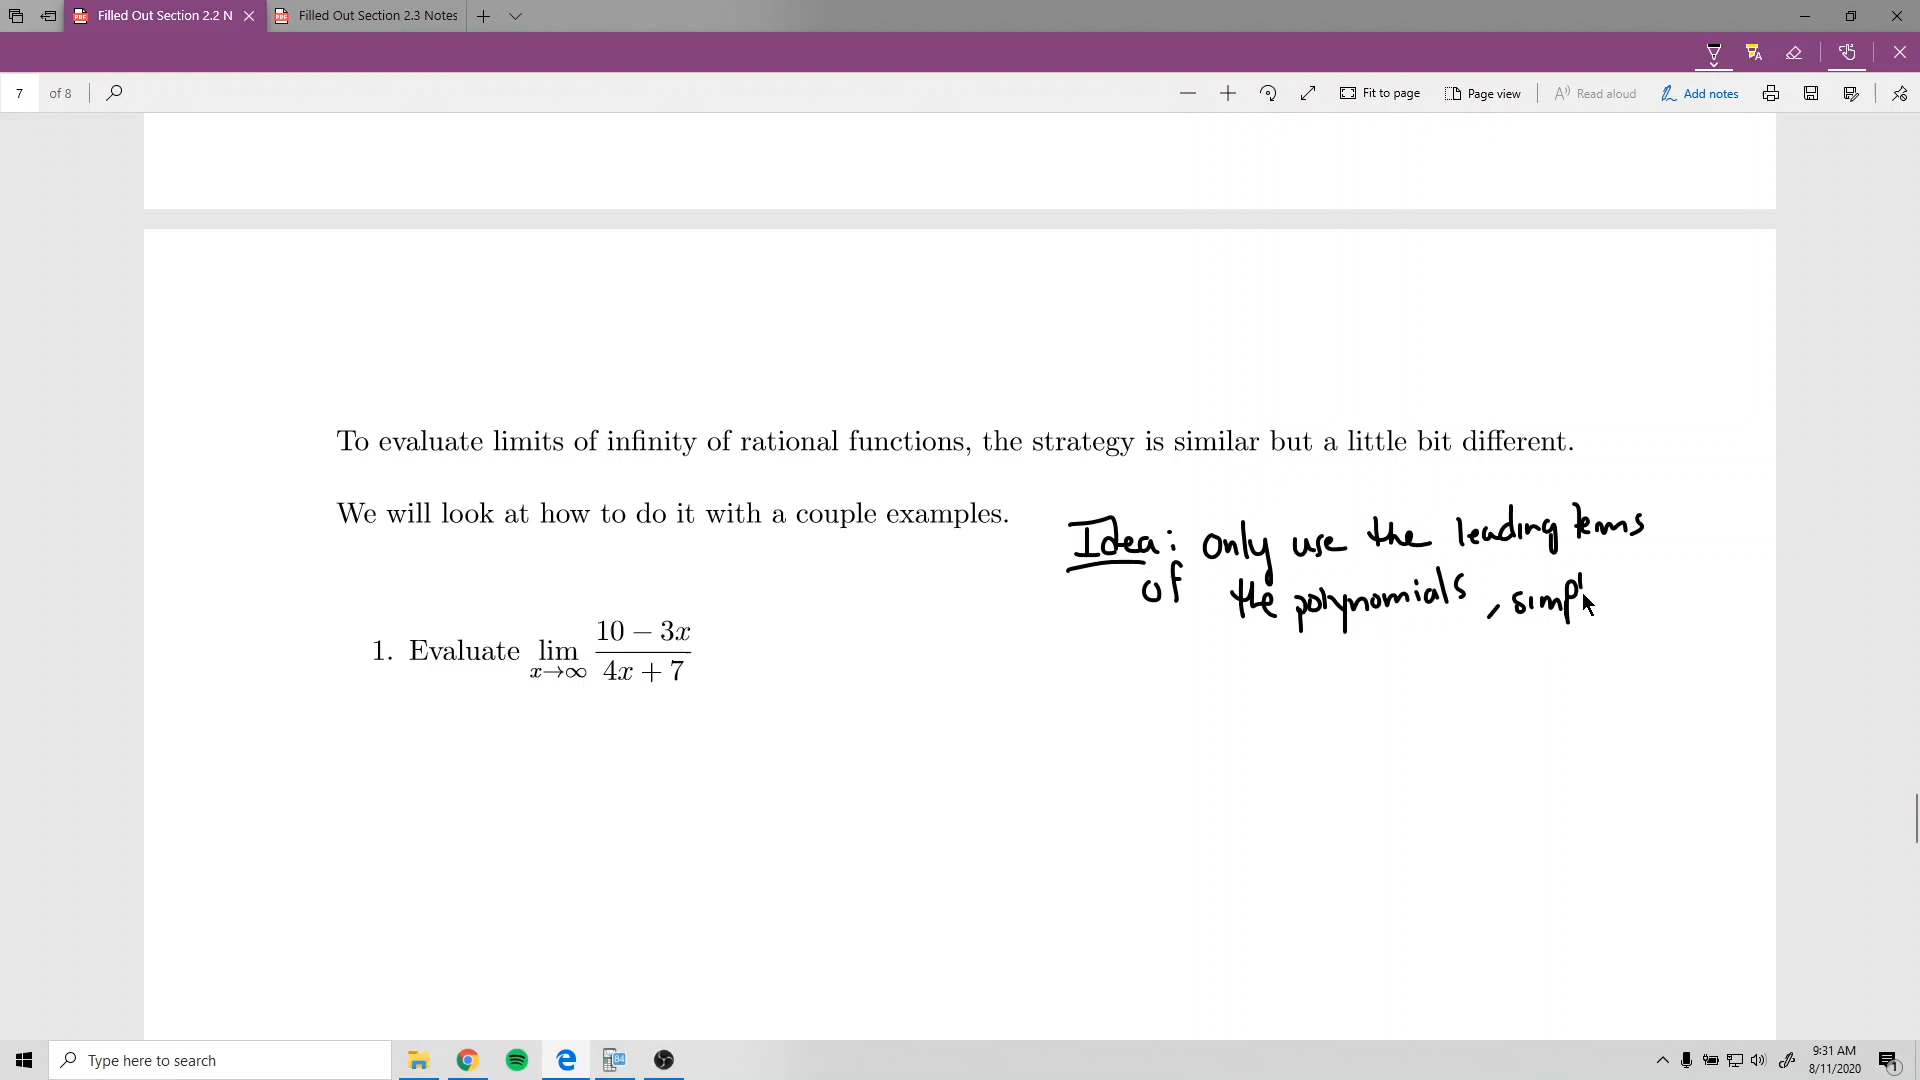 Filled Out Section 2.2 N
Filled Out Section 2.3 Notes
7 of 8
Fit to page
Page view
Read aloud
Add notes
To evaluate limits of infinity of rational functions, the strategy is similar but a little bit different.
We will look at how to do it with a couple examples.
Idea: only use the leading terms
of the polynomials, simpl
1. Evaluate lim x→∞ (10 − 3x)/(4x + 7)
Type here to search
84
9:31 AM
8/11/2020
1